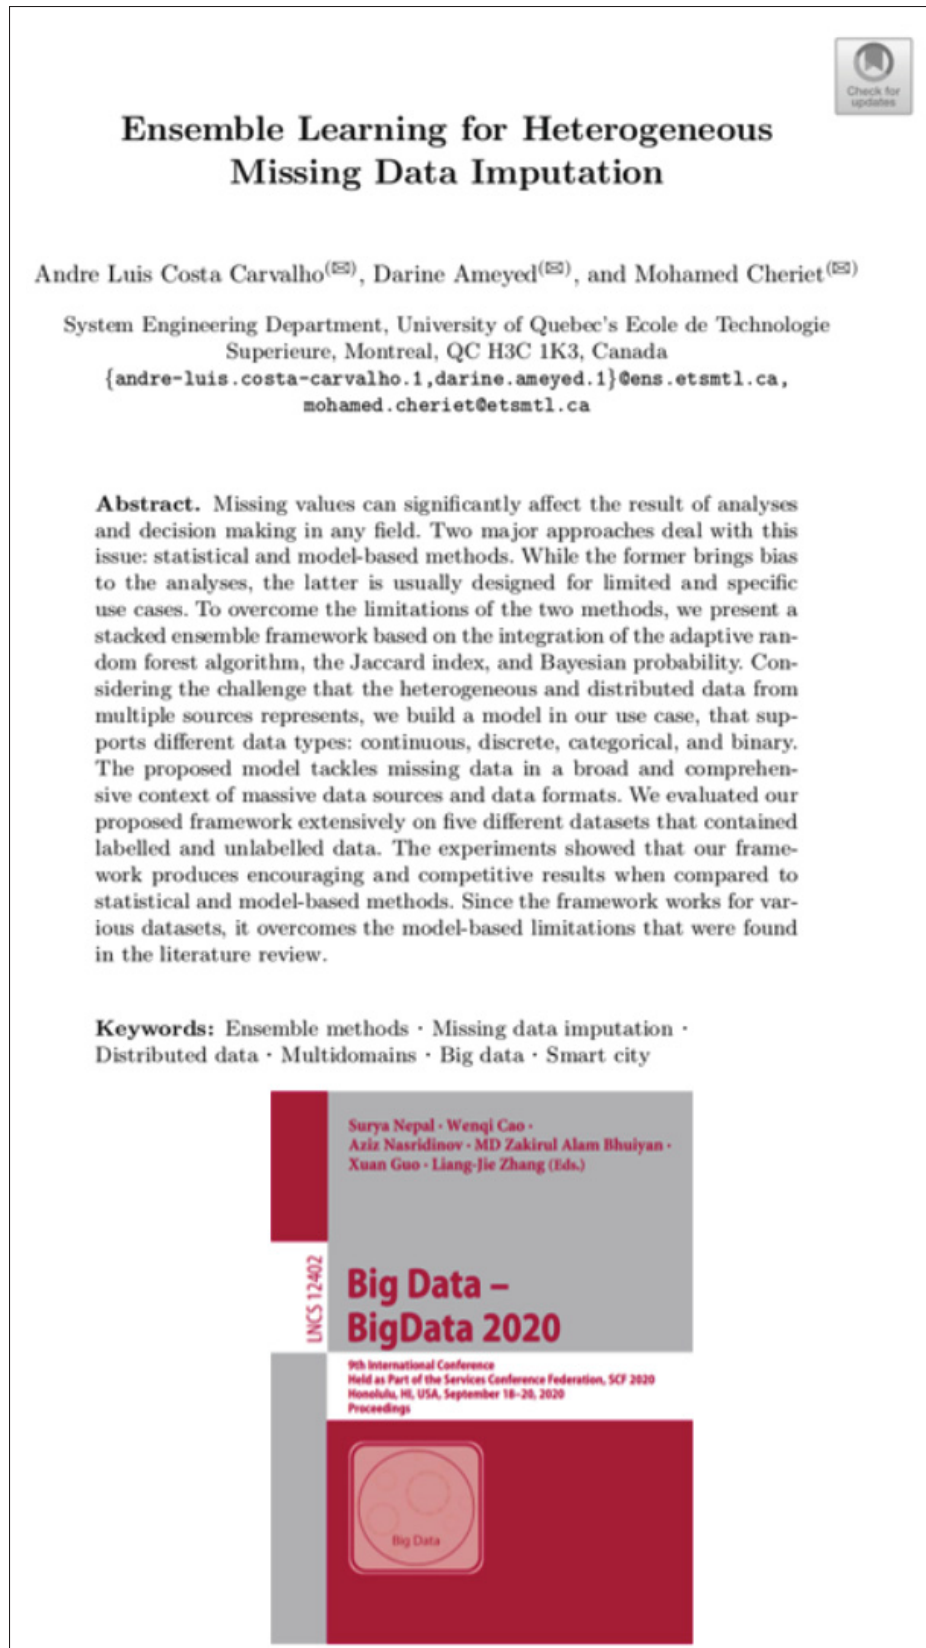 Check for
updates
Ensemble Learning for Heterogeneous
Missing Data Imputation
Andre Luis Costa Carvalho(✉), Darine Ameyed(✉), and Mohamed Cheriet(✉)
System Engineering Department, University of Quebec's Ecole de Technologie
Superieure, Montreal, QC H3C 1K3, Canada
{andre-luis.costa-carvalho.1,darine.ameyed.1}@ens.etsmtl.ca,
mohamed.cheriet@etsmtl.ca
Abstract. Missing values can significantly affect the result of analyses
and decision making in any field. Two major approaches deal with this
issue: statistical and model-based methods. While the former brings bias
to the analyses, the latter is usually designed for limited and specific
use cases. To overcome the limitations of the two methods, we present a
stacked ensemble framework based on the integration of the adaptive ran-
dom forest algorithm, the Jaccard index, and Bayesian probability. Con-
sidering the challenge that the heterogeneous and distributed data from
multiple sources represents, we build a model in our use case, that sup-
ports different data types: continuous, discrete, categorical, and binary.
The proposed model tackles missing data in a broad and comprehen-
sive context of massive data sources and data formats. We evaluated our
proposed framework extensively on five different datasets that contained
labelled and unlabelled data. The experiments showed that our frame-
work produces encouraging and competitive results when compared to
statistical and model-based methods. Since the framework works for var-
ious datasets, it overcomes the model-based limitations that were found
in the literature review.
Keywords: Ensemble methods · Missing data imputation ·
Distributed data · Multidomains · Big data · Smart city
Surya Nepal · Wenqi Cao ·
Aziz Nasridinov · MD Zakirul Alam Bhuiyan ·
Xuan Guo · Liang-Jie Zhang (Eds.)
LNCS 12402
Big Data –
BigData 2020
9th International Conference
Held as Part of the Services Conference Federation, SCF 2020
Honolulu, HI, USA, September 18–20, 2020
Proceedings
Big Data